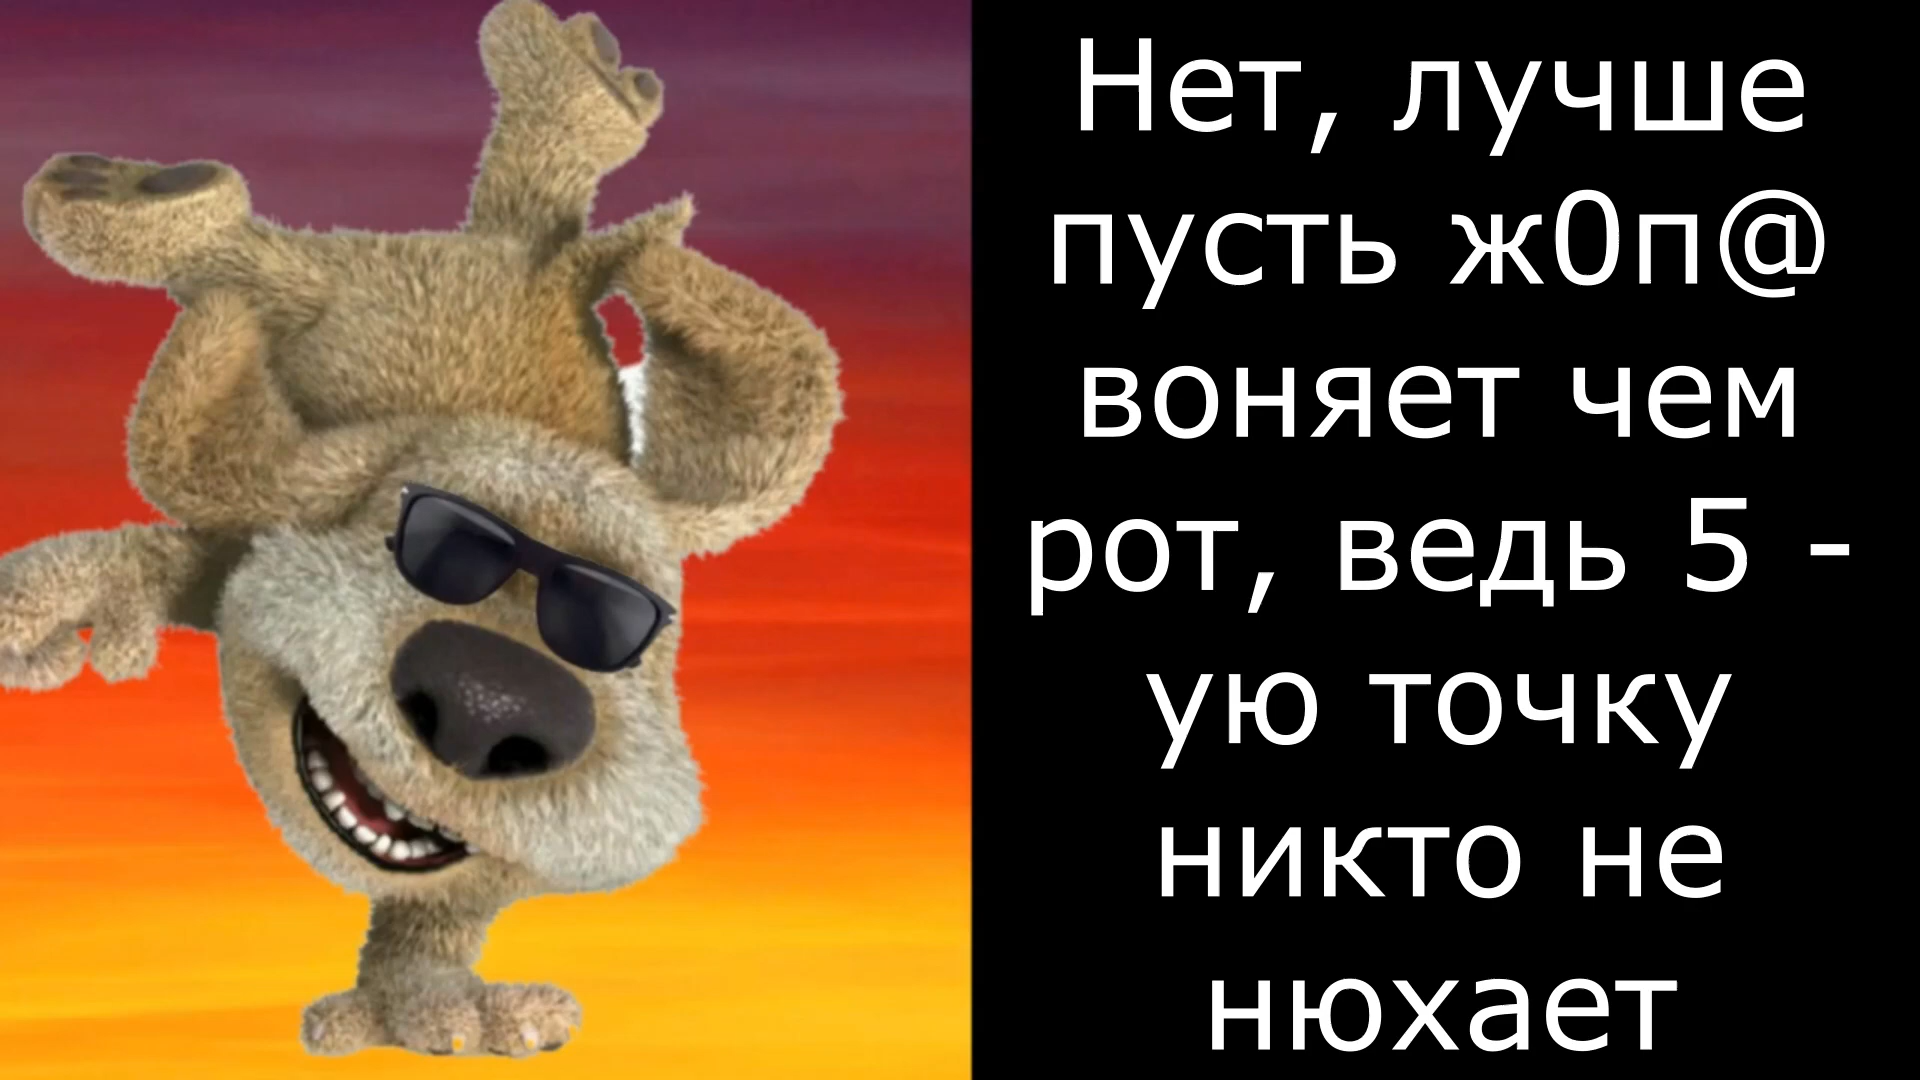 Нет, лучше
пусть ж0п@
воняет чем
рот, ведь 5 -
ую точку
никто не
нюхает